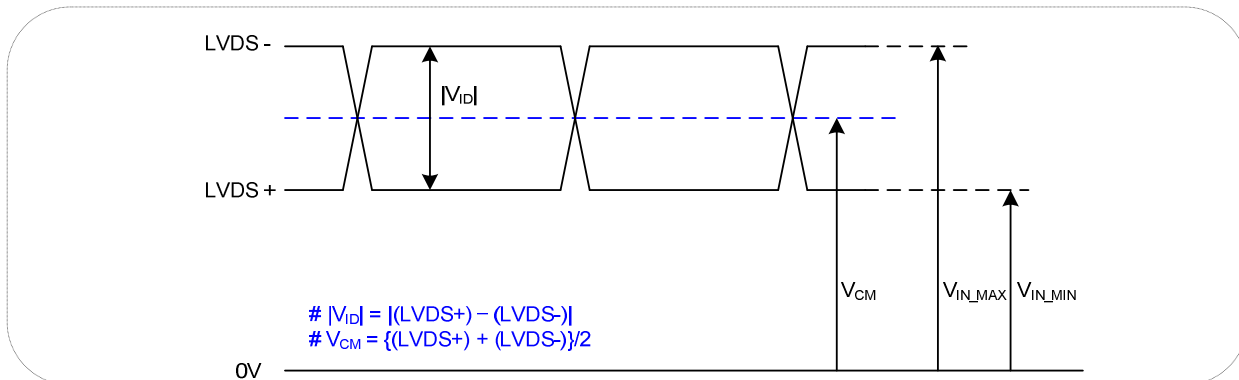 LVDS -
|VID|
LVDS +
VCM
VIN_MAX
VIN_MIN
# |VID| = |(LVDS+) – (LVDS-)|
# VCM = {(LVDS+) + (LVDS-)}/2
0V